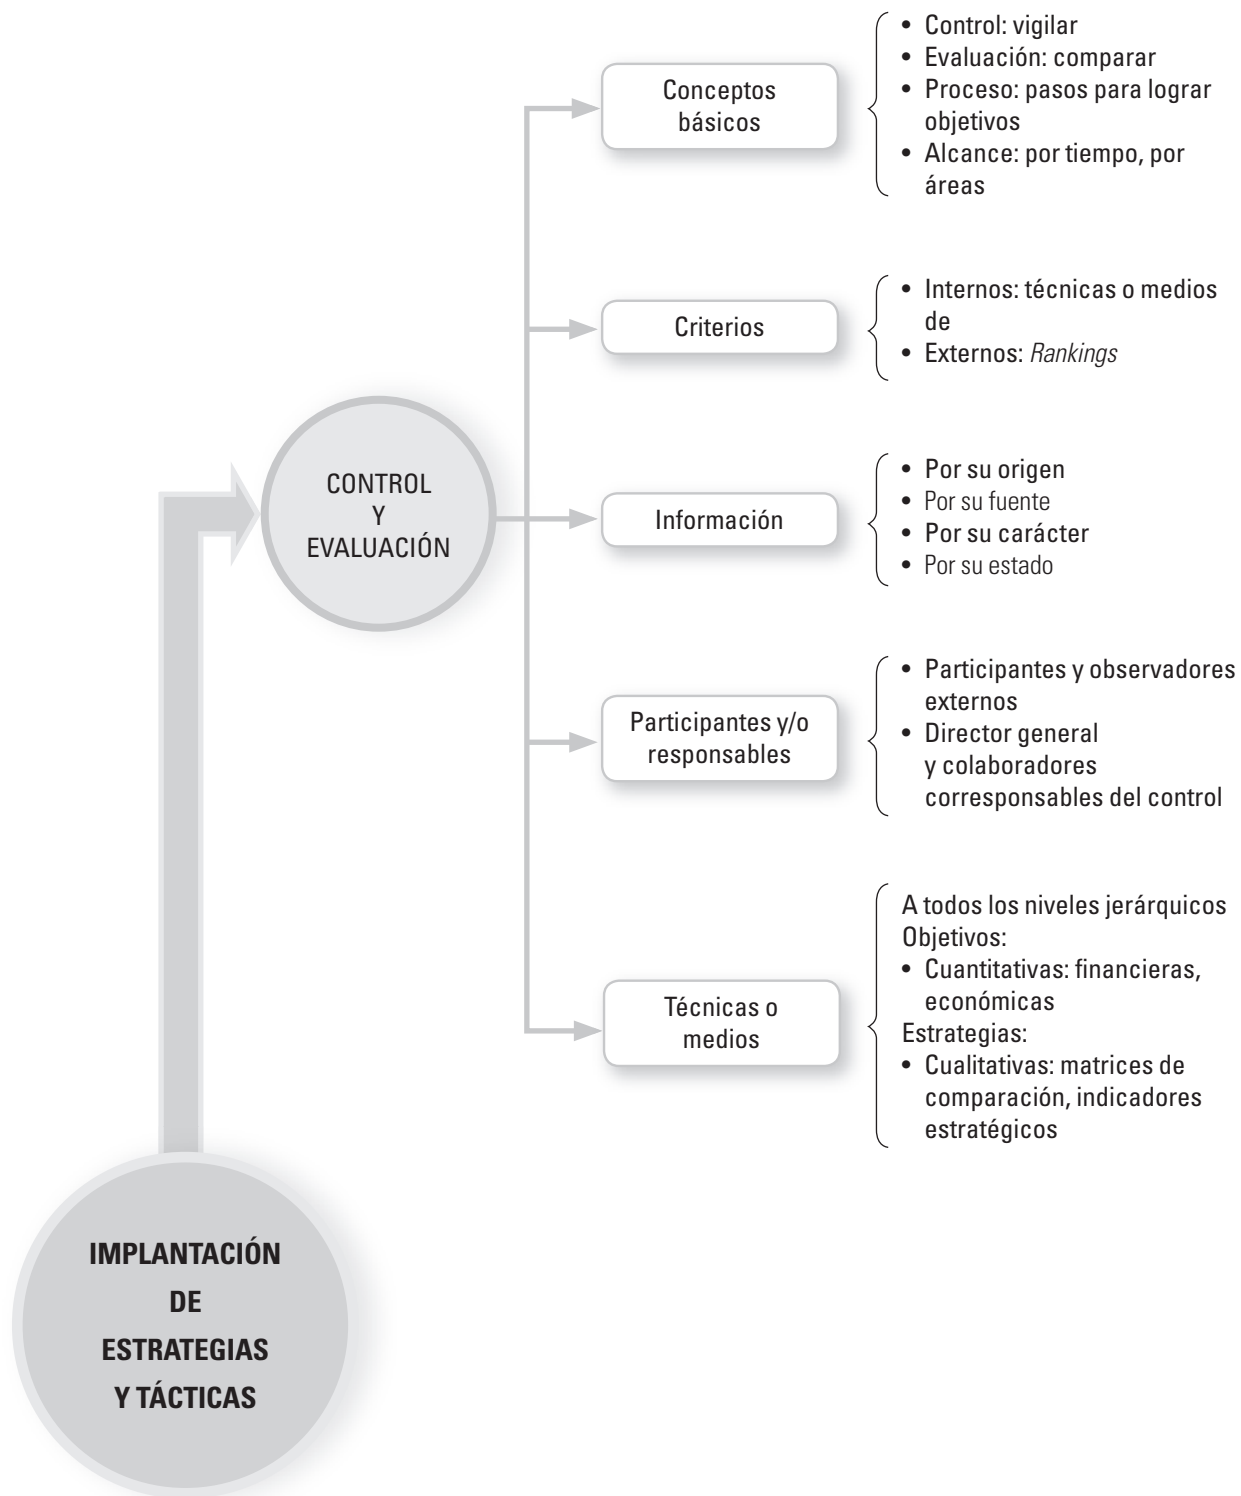 Conceptos
básicos
• Control: vigilar
• Evaluación: comparar
• Proceso: pasos para lograr
objetivos
• Alcance: por tiempo, por
áreas
Criterios
• Internos: técnicas o medios
de
• Externos: Rankings
CONTROL
Y
EVALUACIÓN
Información
• Por su origen
• Por su fuente
• Por su carácter
• Por su estado
Participantes y/o
responsables
• Participantes y observadores
externos
• Director general
y colaboradores
corresponsables del control
Técnicas o
medios
A todos los niveles jerárquicos
Objetivos:
• Cuantitativas: financieras,
económicas
Estrategias:
• Cualitativas: matrices de
comparación, indicadores
estratégicos
IMPLANTACIÓN
DE
ESTRATEGIAS
Y TÁCTICAS